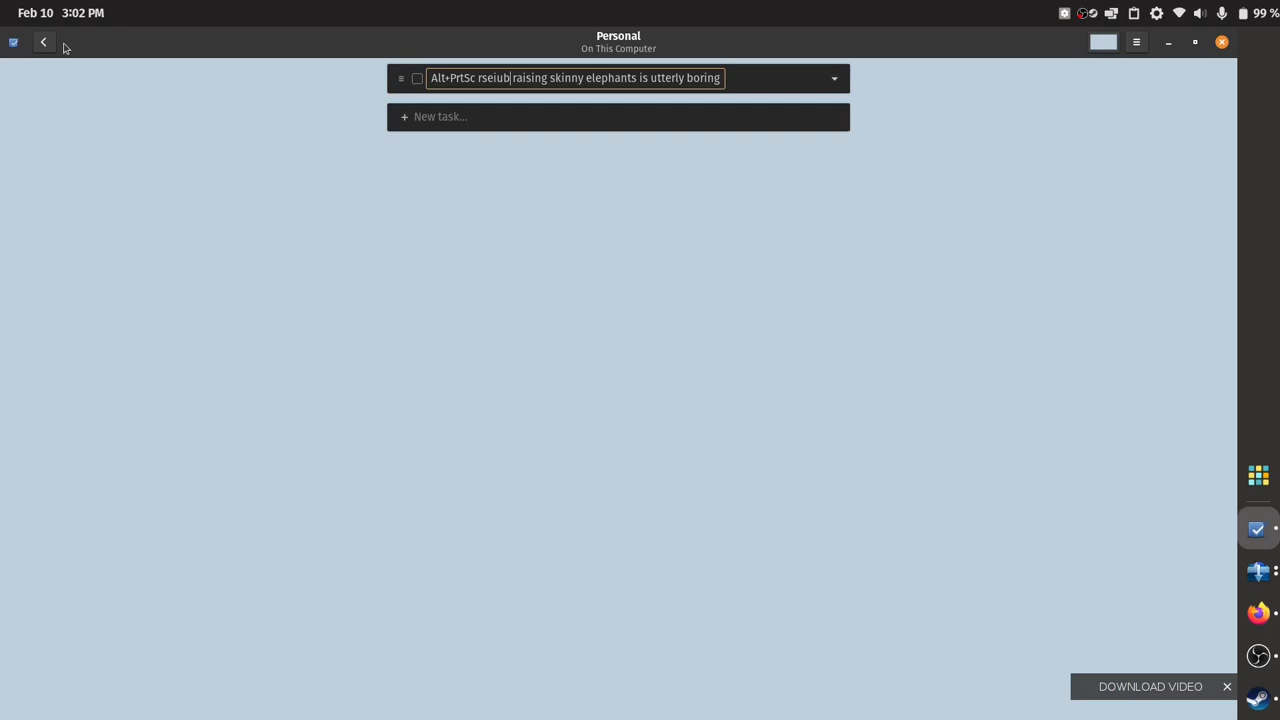 Feb 10 3:02 PM
99 %
Personal
On This Computer
Alt+PrtSc rseiub raising skinny elephants is utterly boring
+ New task...
DOWNLOAD VIDEO